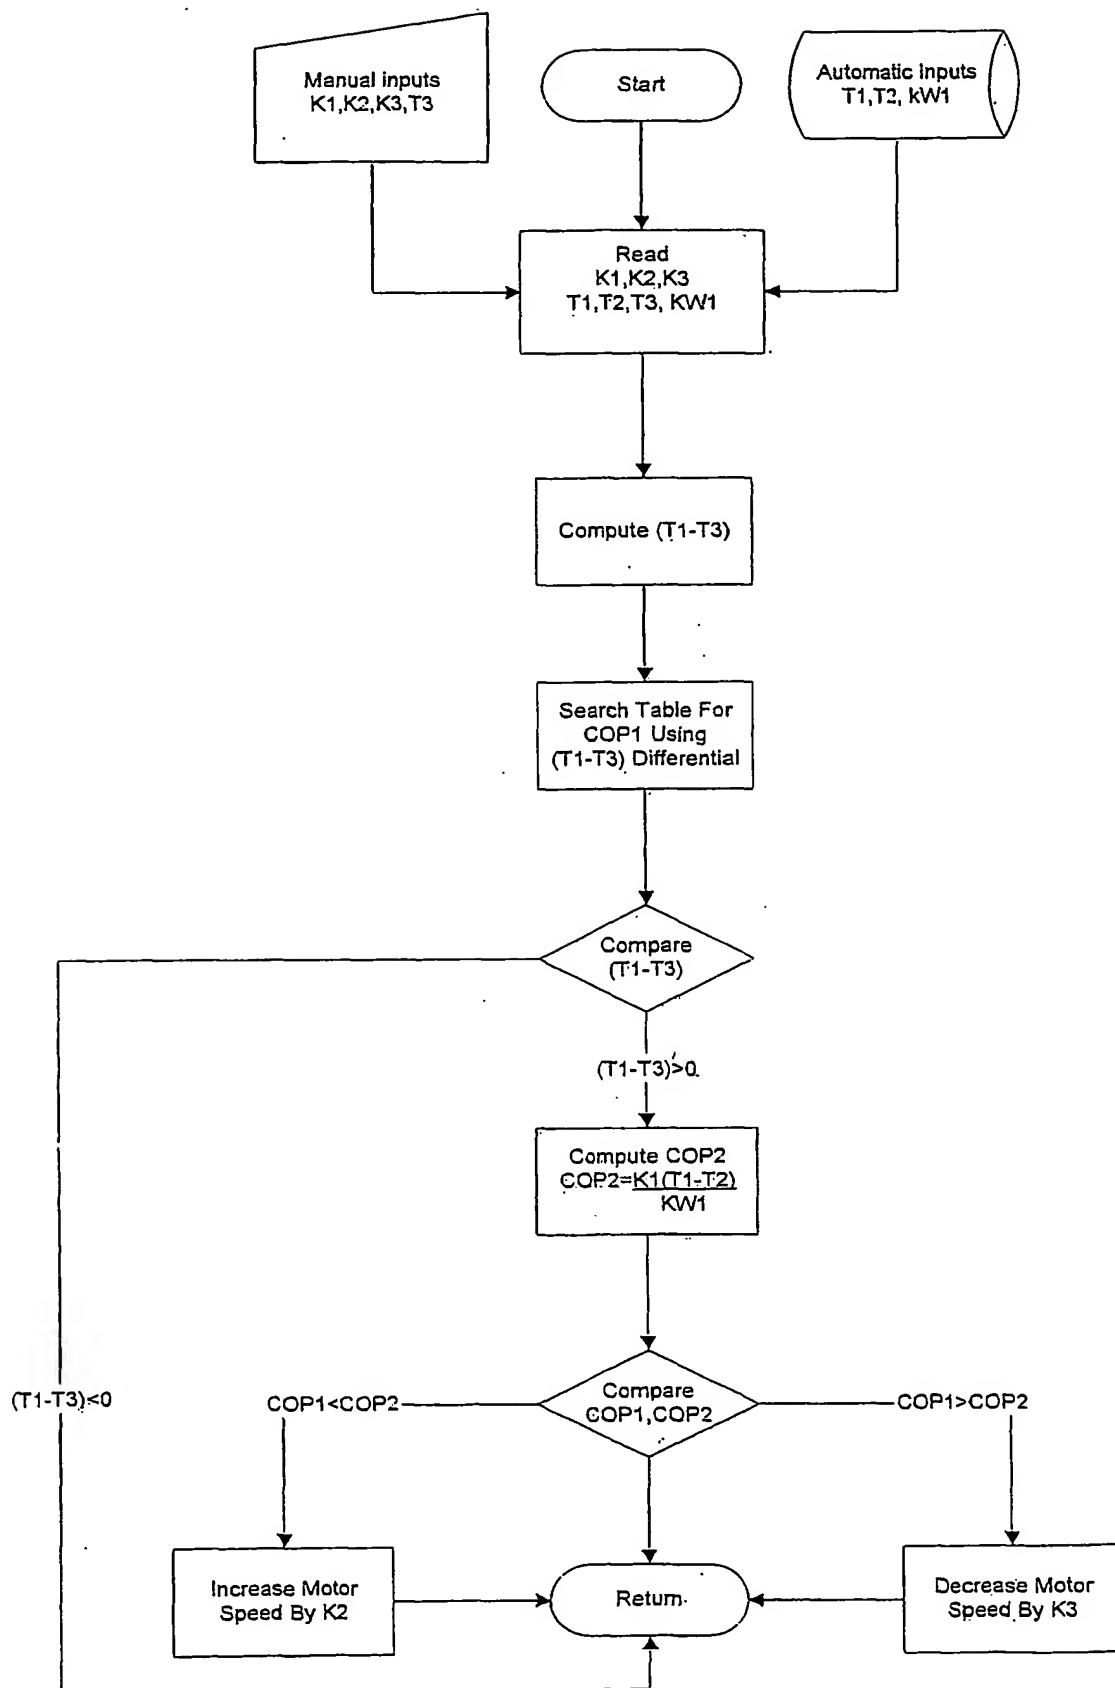 Manual inputs
K1,K2,K3,T3
Start
Automatic Inputs
T1,T2, kW1
Read
K1,K2,K3
T1,T2,T3, KW1
Compute (T1-T3)
Search Table For
COP1 Using
(T1-T3) Differential
Compare
(T1-T3)
(T1-T3)>0
Compute COP2
COP2=K1(T1-T2)
KW1
(T1-T3)<0
COP1<COP2
Compare
COP1,COP2
COP1>COP2
Increase Motor
Speed By K2
Return
Decrease Motor
Speed By K3